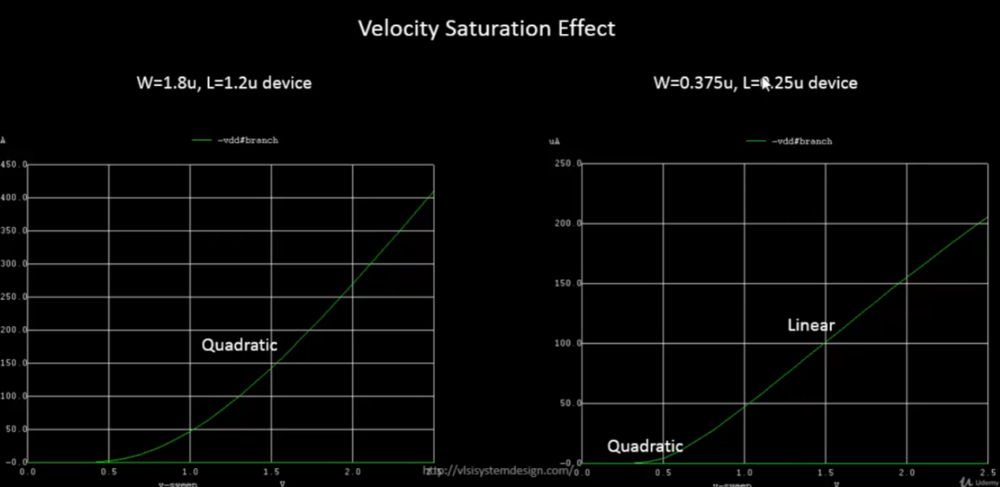 Velocity Saturation Effect
W=1.8u, L=1.2u device
W=0.375u, L=0.25u device
A
-vdd#branch
450.0
400.0
350.0
300.0
250.0
200.0
150.0
100.0
50.0
-0.0
0.0 0.5 1.0 1.5 2.0
v-sweep V
Quadratic
uA
-vdd#branch
250.0
200.0
150.0
100.0
50.0
-0.0
0.0 0.5 1.0 1.5 2.0 2.5
v-sweep V
Linear
Quadratic
http://vlsisystemdesign.com/
Udemy